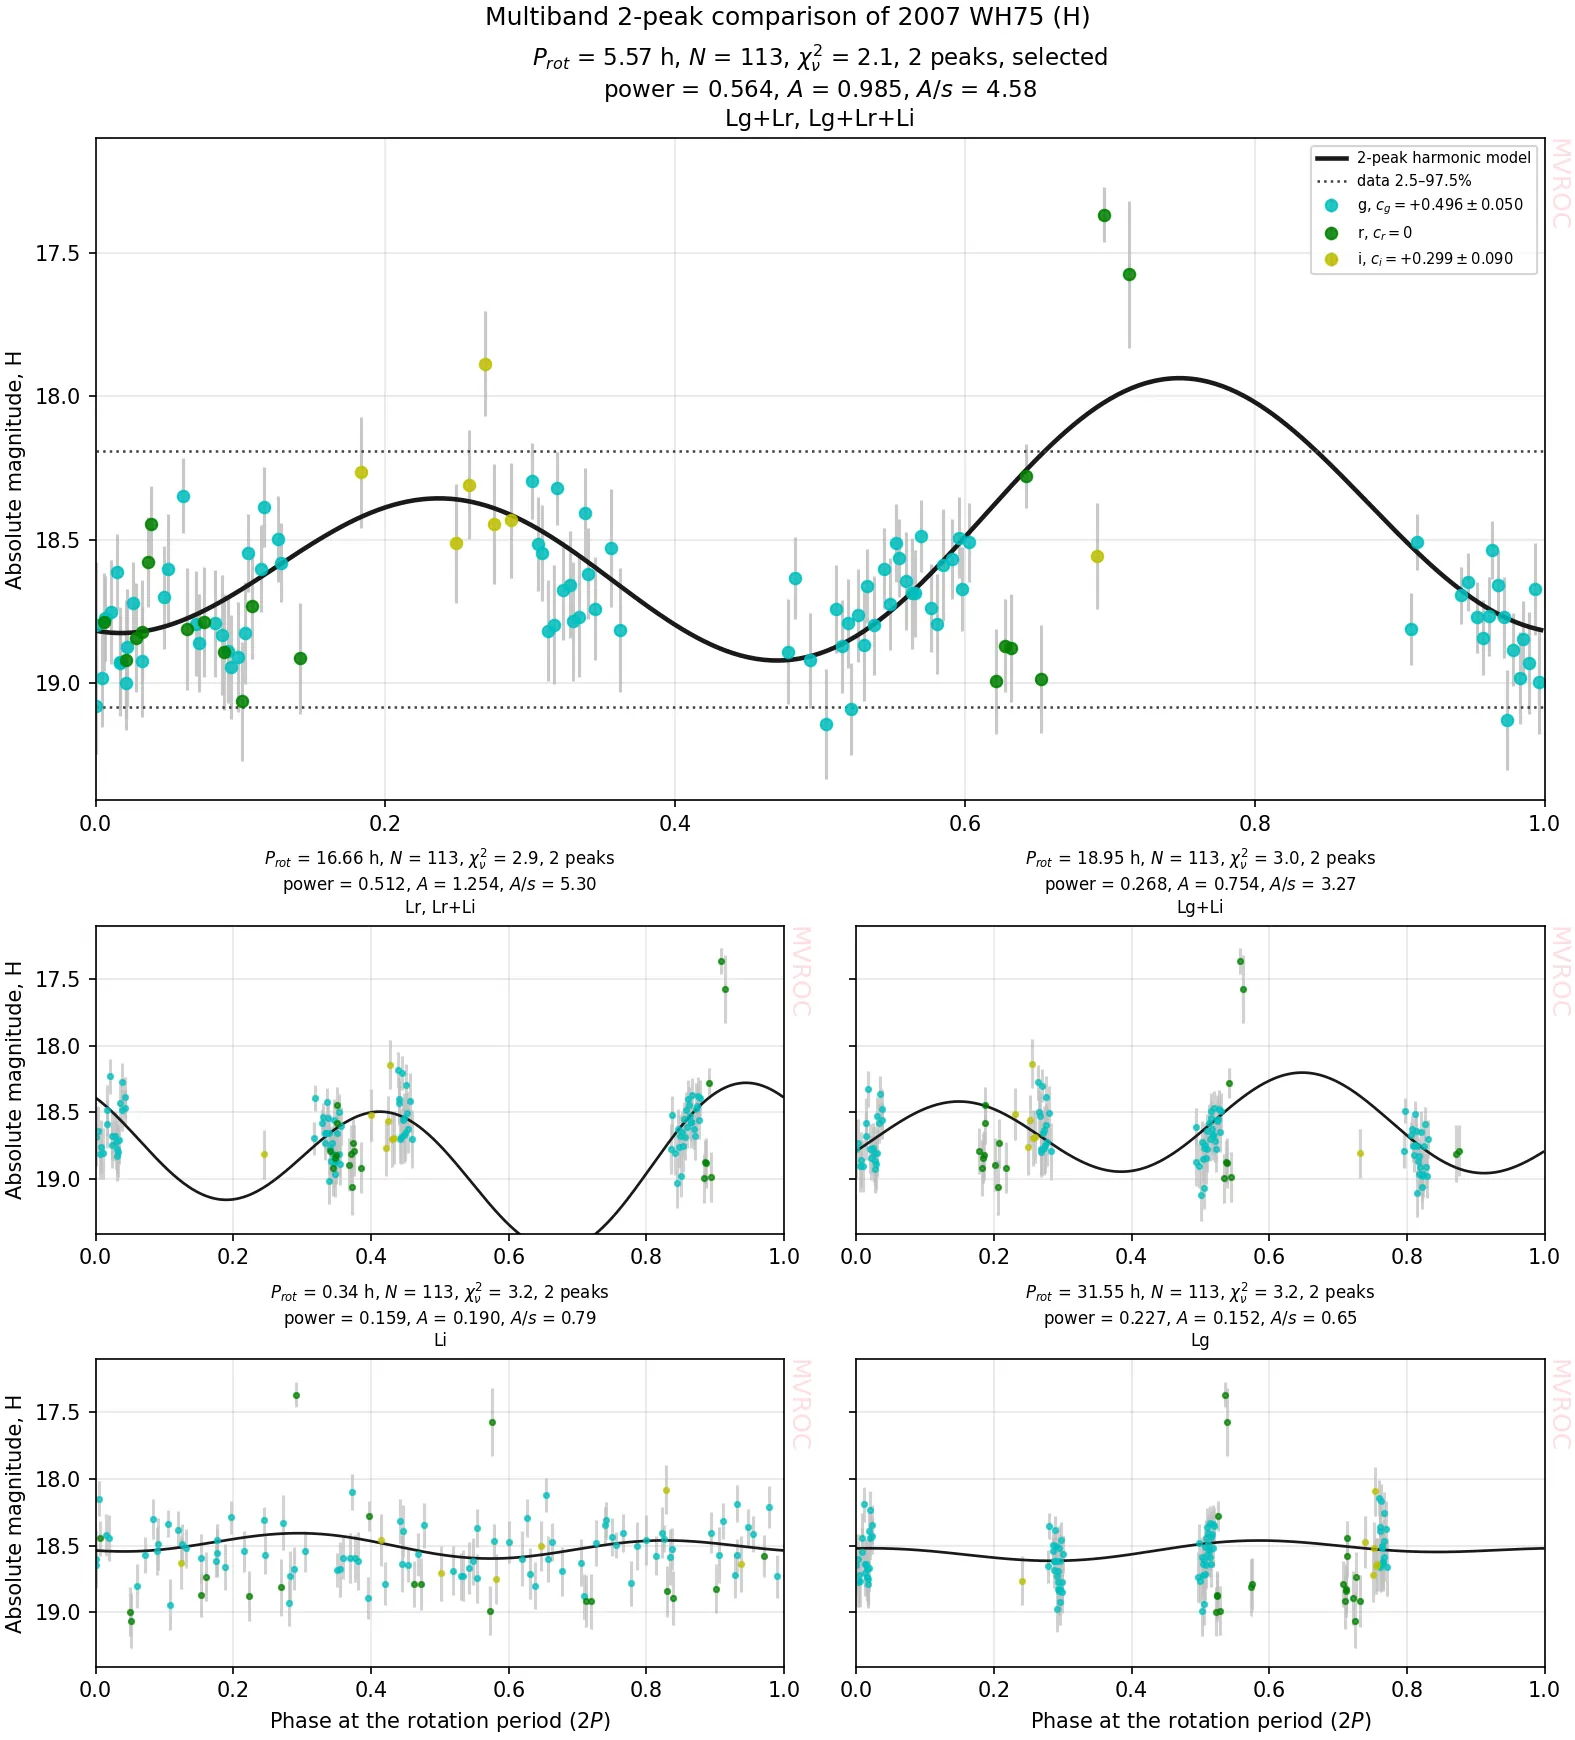 Multiband 2-peak comparison of 2007 WH75 (H)
P_rot = 5.57 h, N = 113, χ²_ν = 2.1, 2 peaks, selected
power = 0.564, A = 0.985, A/s = 4.58
Lg+Lr, Lg+Lr+Li
MVROC
2-peak harmonic model
data 2.5–97.5%
g, c_g = +0.496 ± 0.050
r, c_r = 0
i, c_i = +0.299 ± 0.090
Absolute magnitude, H
17.5
18.0
18.5
19.0
0.0 0.2 0.4 0.6 0.8 1.0
P_rot = 16.66 h, N = 113, χ²_ν = 2.9, 2 peaks
power = 0.512, A = 1.254, A/s = 5.30
Lr, Lr+Li
MVROC
Absolute magnitude, H
17.5
18.0
18.5
19.0
0.0 0.2 0.4 0.6 0.8 1.0
P_rot = 18.95 h, N = 113, χ²_ν = 3.0, 2 peaks
power = 0.268, A = 0.754, A/s = 3.27
Lg+Li
MVROC
0.0 0.2 0.4 0.6 0.8 1.0
P_rot = 0.34 h, N = 113, χ²_ν = 3.2, 2 peaks
power = 0.159, A = 0.190, A/s = 0.79
Li
MVROC
Absolute magnitude, H
17.5
18.0
18.5
19.0
0.0 0.2 0.4 0.6 0.8 1.0
Phase at the rotation period (2P)
P_rot = 31.55 h, N = 113, χ²_ν = 3.2, 2 peaks
power = 0.227, A = 0.152, A/s = 0.65
Lg
MVROC
0.0 0.2 0.4 0.6 0.8 1.0
Phase at the rotation period (2P)